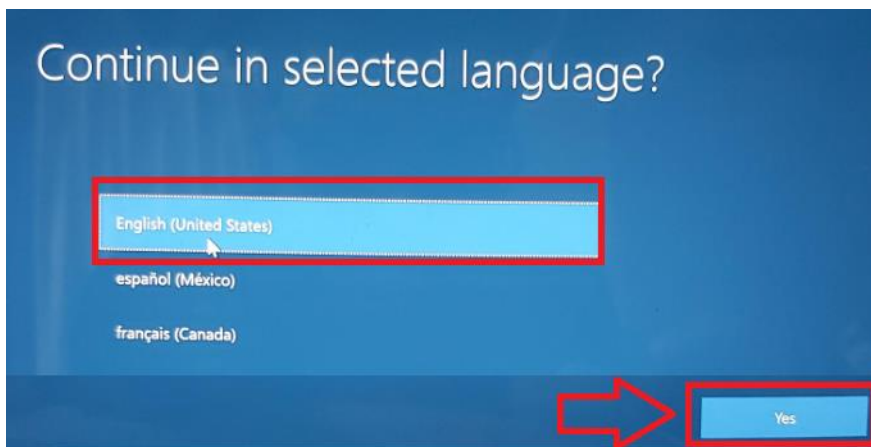 Continue in selected language?
English (United States)
español (México)
français (Canada)
Yes